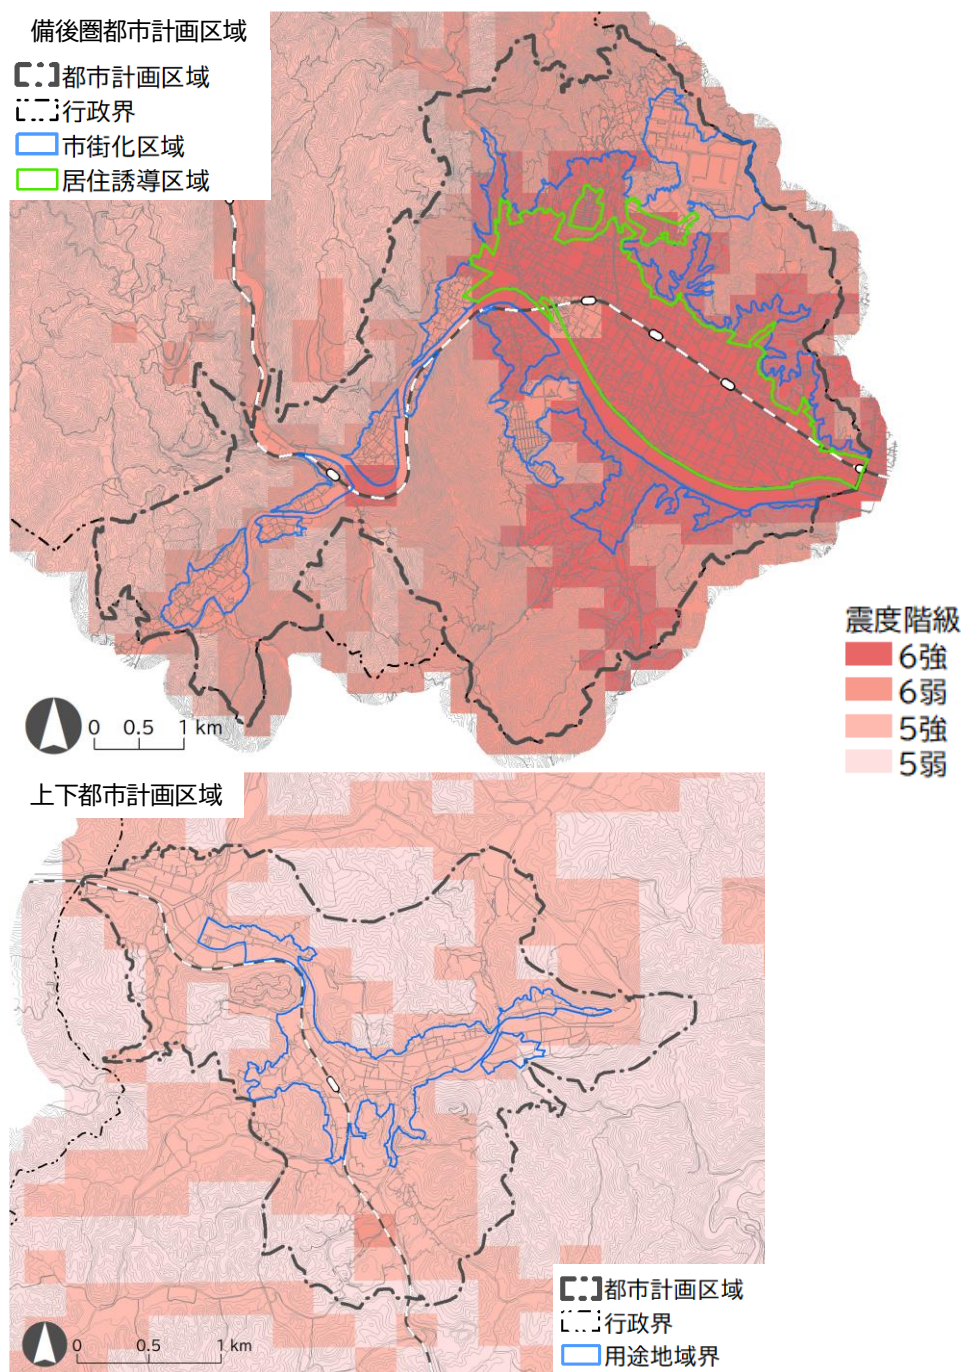 備後圏都市計画区域
都市計画区域
行政界
市街化区域
居住誘導区域
震度階級
6強
6弱
5強
5弱
0 0.5 1 km
上下都市計画区域
都市計画区域
行政界
用途地域界
0 0.5 1 km